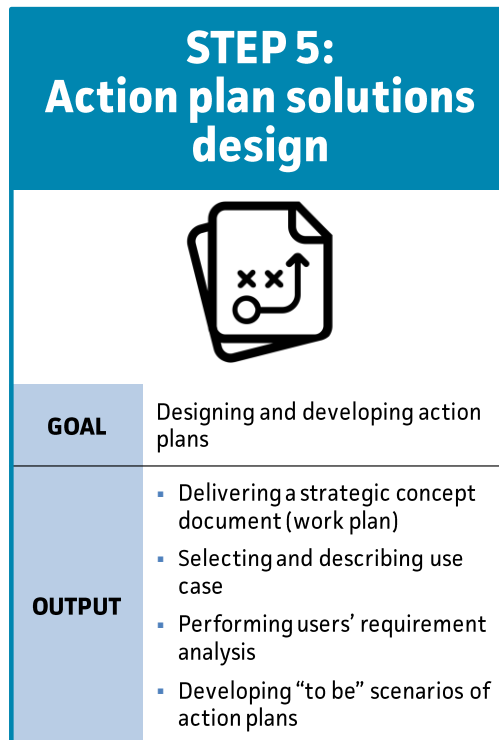 STEP 5:
Action plan solutions
design
GOAL
Designing and developing action
plans
OUTPUT
▪ Delivering a strategic concept
document (work plan)
▪ Selecting and describing use
case
▪ Performing users’ requirement
analysis
▪ Developing “to be” scenarios of
action plans